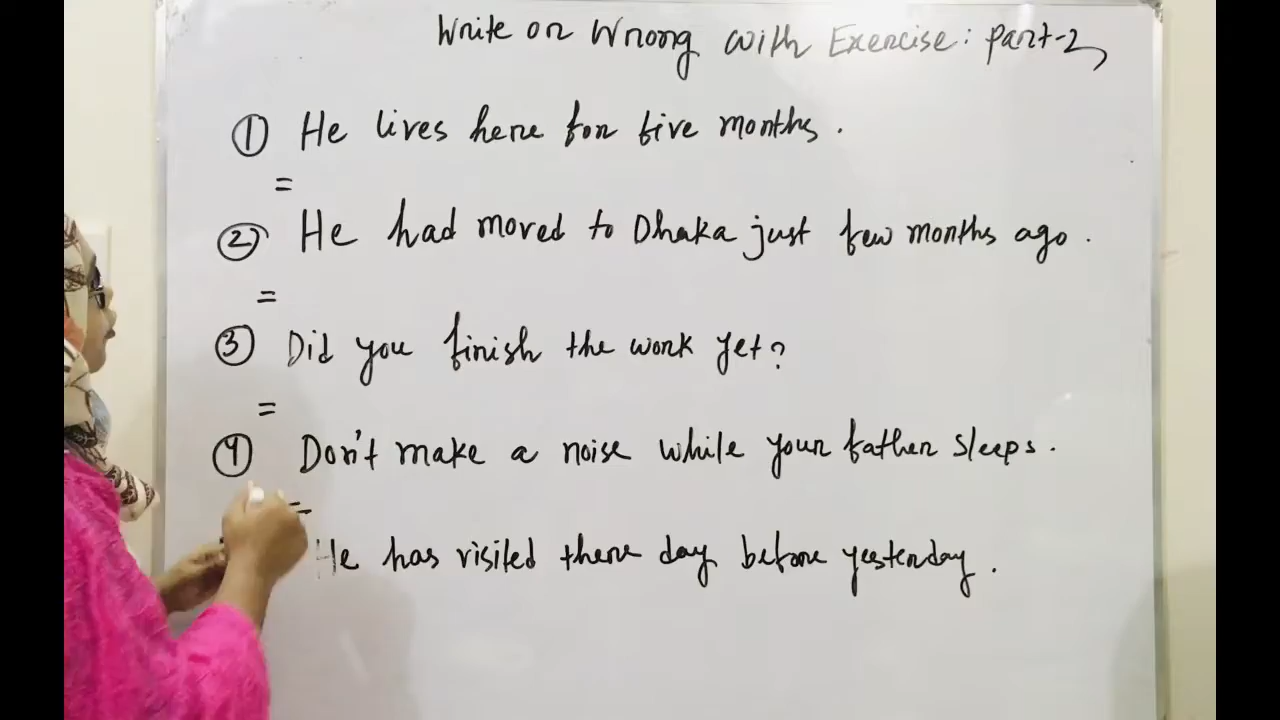 Write or Wrong with Exercise: part-2
① He lives here for five months.
=
② He had moved to Dhaka just few months ago.
=
③ Did you finish the work yet?
=
④ Don't make a noise while your father sleeps.
=
He has visited there day before yesterday.